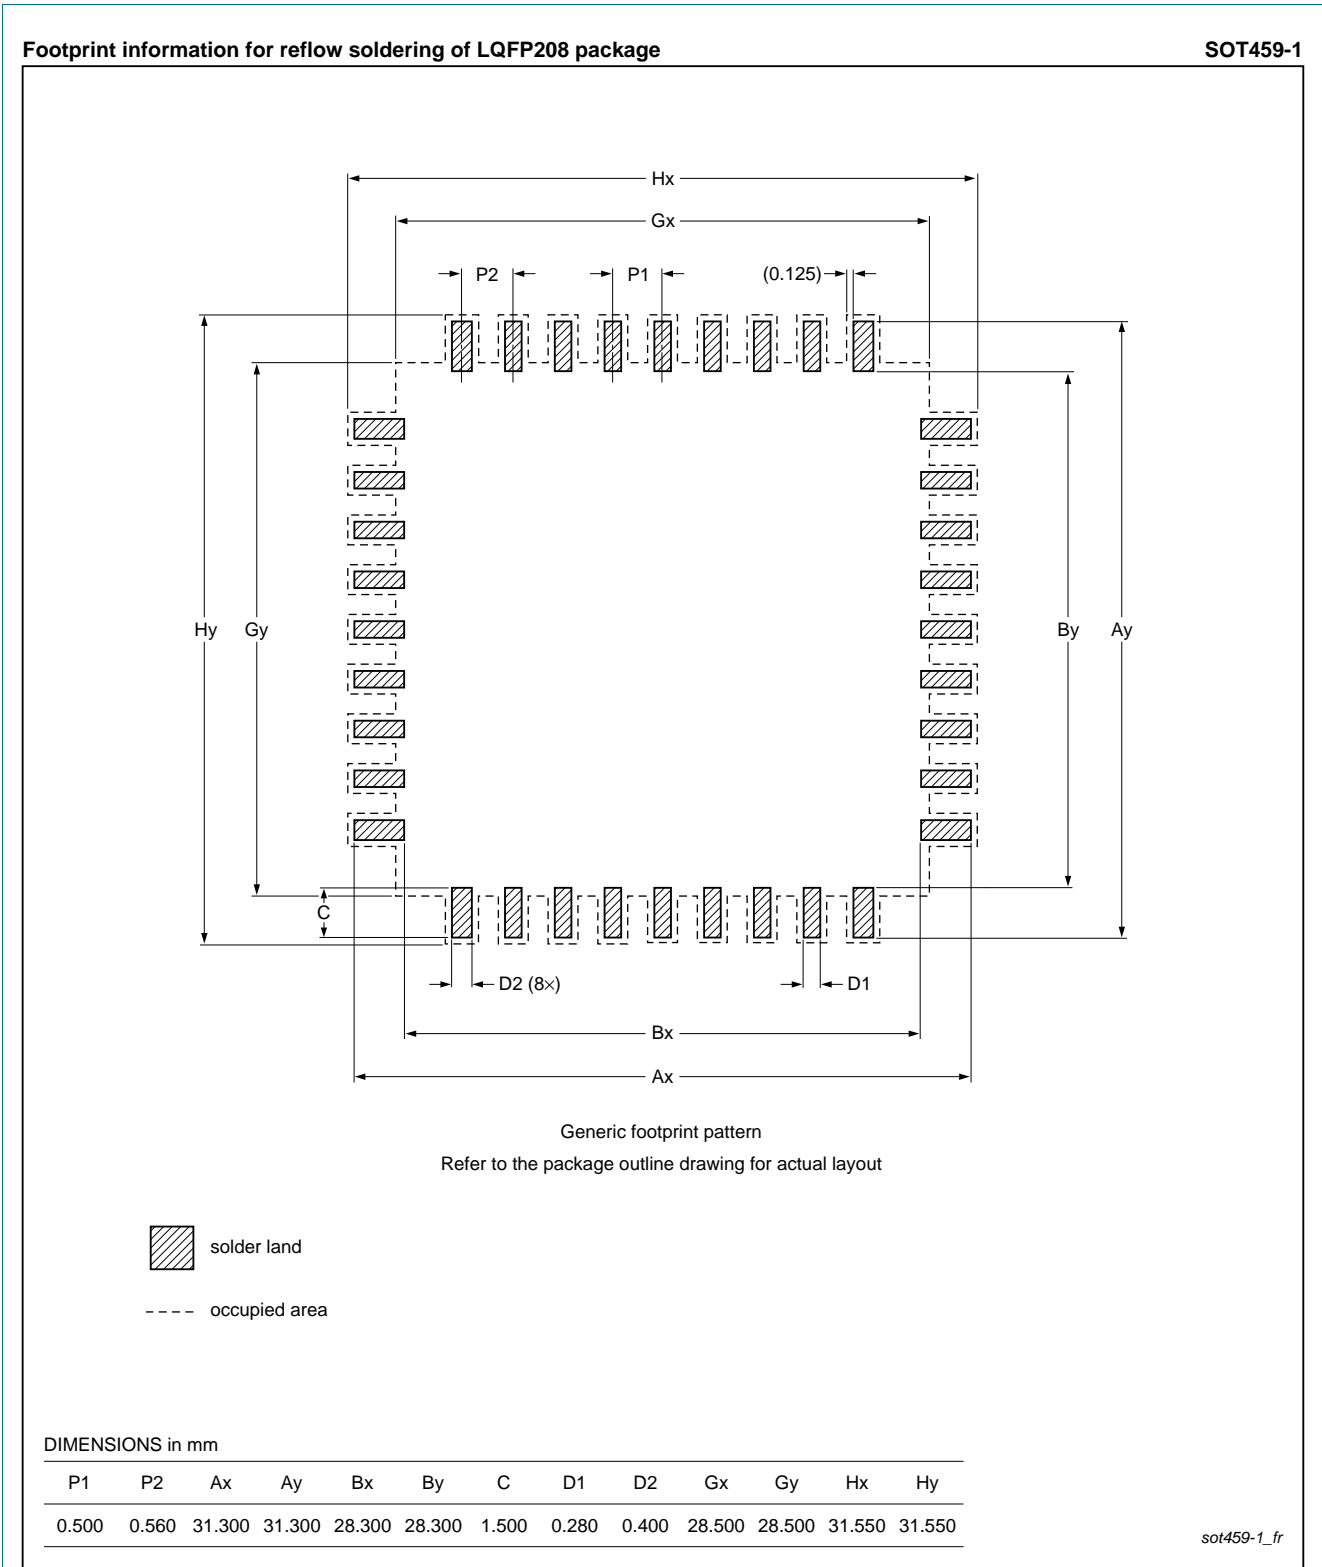 Footprint information for reflow soldering of LQFP208 package SOT459-1
Hx
Gx
P2 P1 (0.125)
Hy Gy By Ay
C
D2 (8×) D1
Bx
Ax
Generic footprint pattern
Refer to the package outline drawing for actual layout
solder land
occupied area
DIMENSIONS in mm
P1 P2 Ax Ay Bx By C D1 D2 Gx Gy Hx Hy
0.500 0.560 31.300 31.300 28.300 28.300 1.500 0.280 0.400 28.500 28.500 31.550 31.550
sot459-1_fr